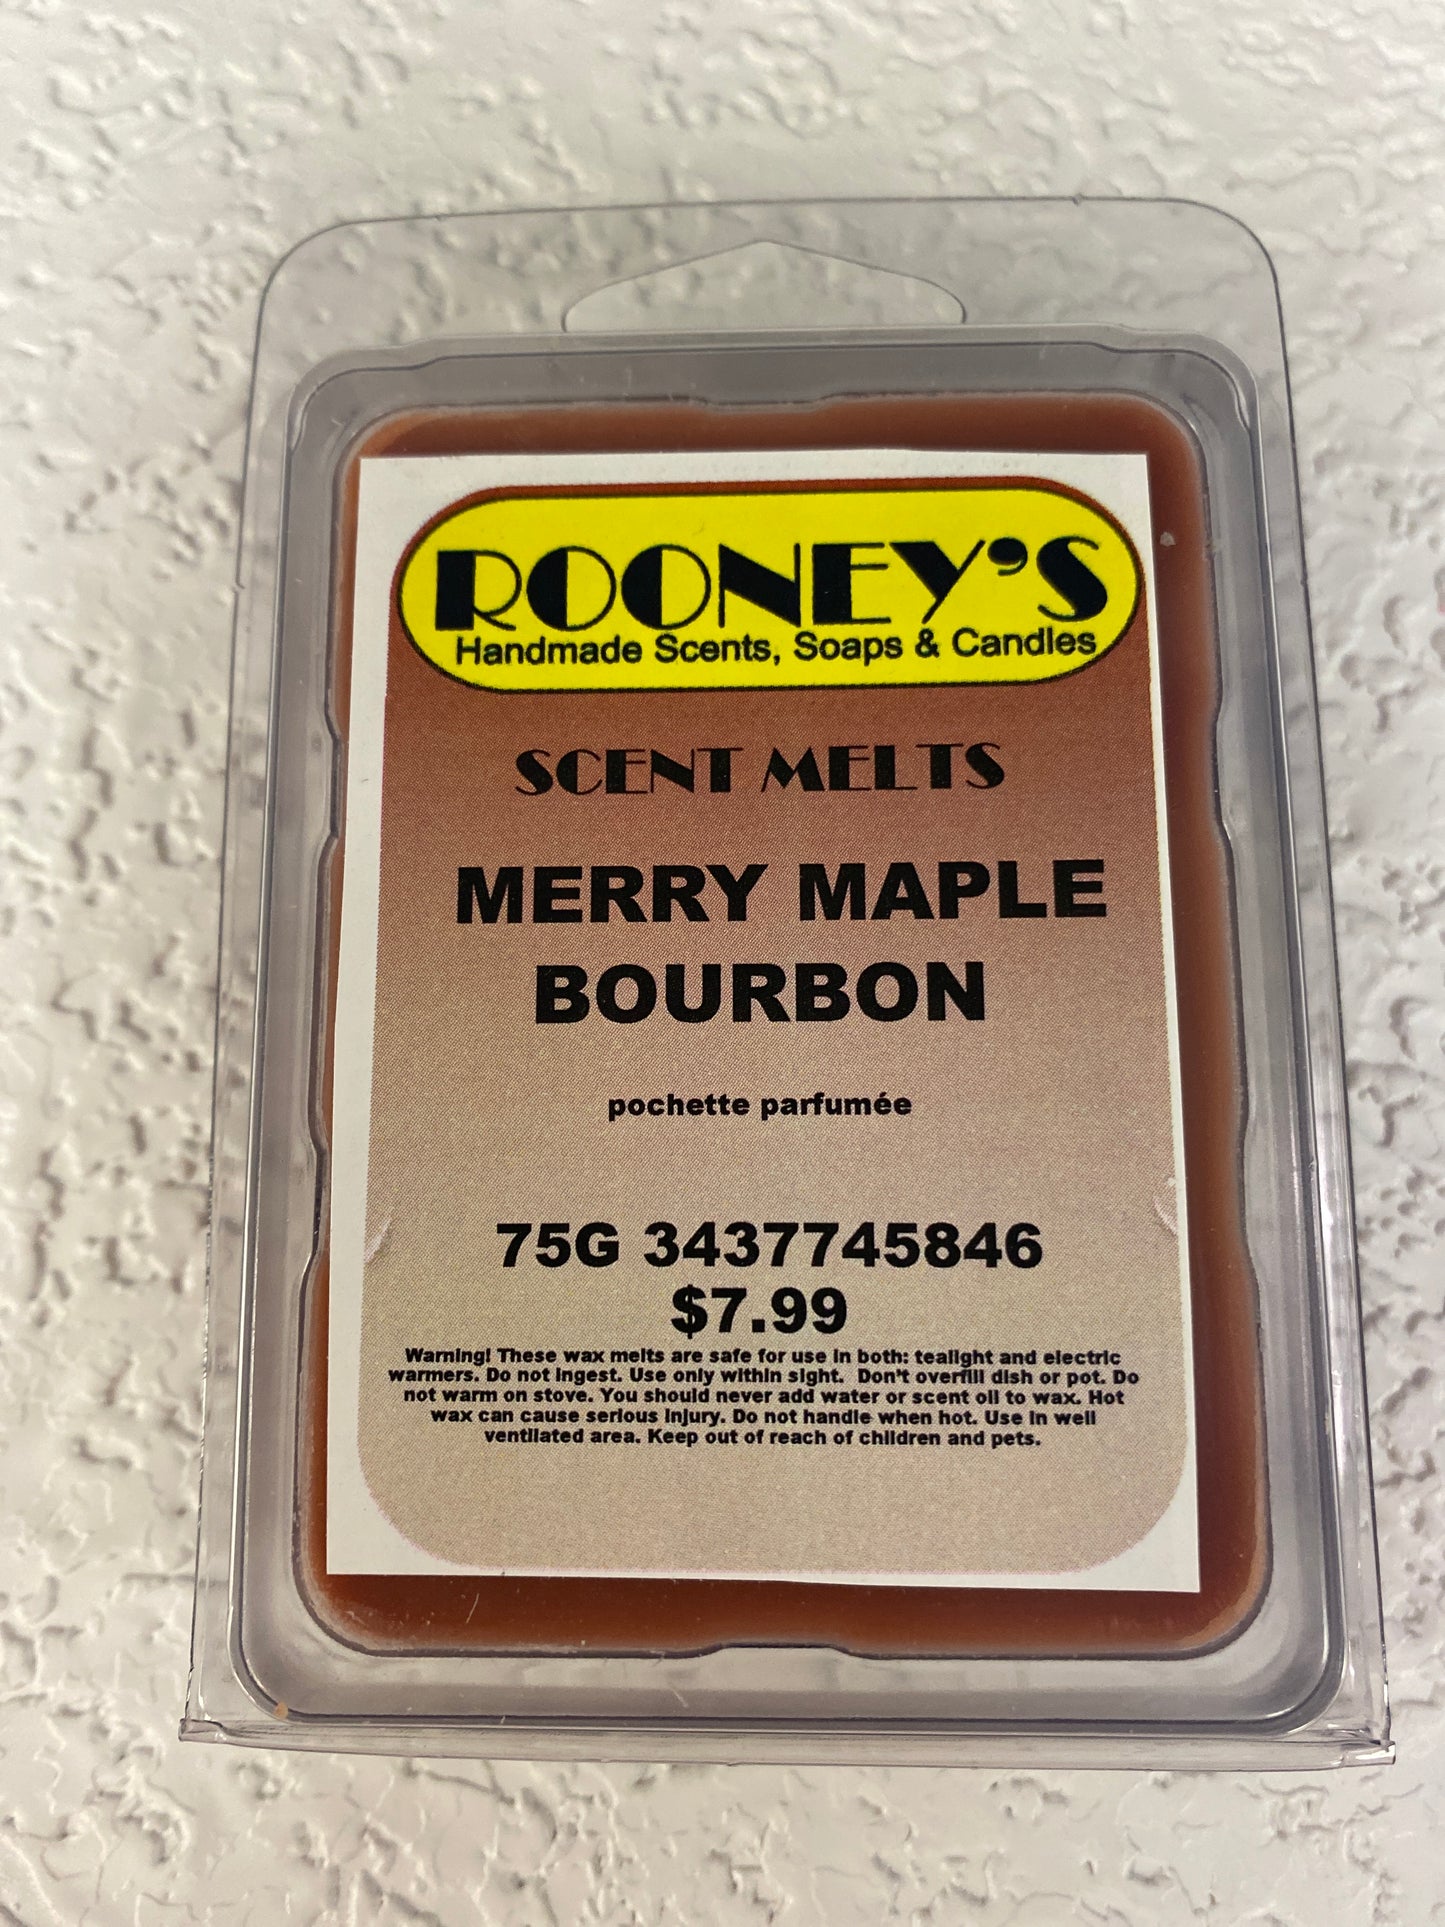 ROONEY'S
Handmade Scents, Soaps & Candles
SCENT MELTS
MERRY MAPLE
BOURBON
pochette parfumée
75G 3437745846
$7.99
Warning! These wax melts are safe for use in both: tealight and electric
warmers. Do not ingest. Use only within sight. Don't overfill dish or pot. Do
not warm on stove. You should never add water or scent oil to wax. Hot
wax can cause serious injury. Do not handle when hot. Use in well
ventilated area. Keep out of reach of children and pets.